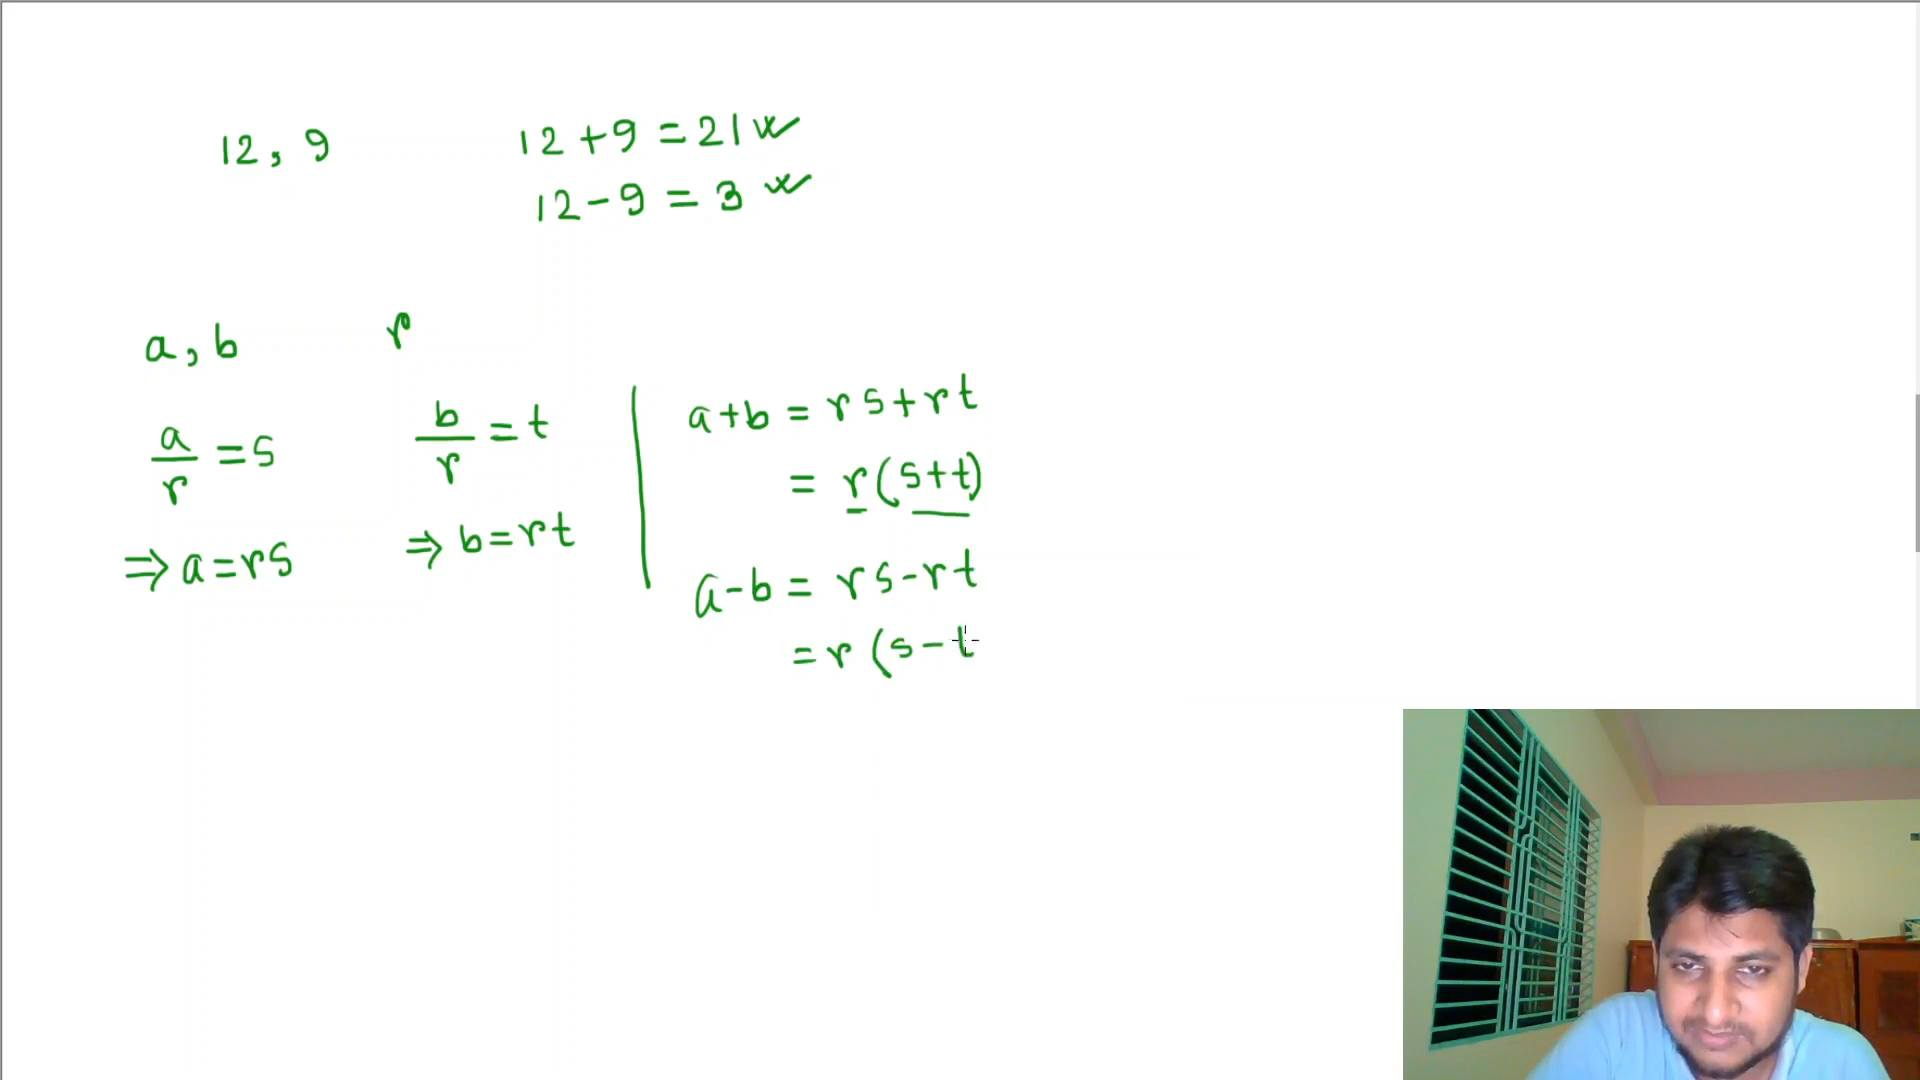 12, 9
12 + 9 = 21
12 - 9 = 3
a, b
r
a/r = s
b/r = t
⇒ a = rs
⇒ b = rt
a + b = rs + rt
= r(s+t)
a - b = rs - rt
= r (s - t